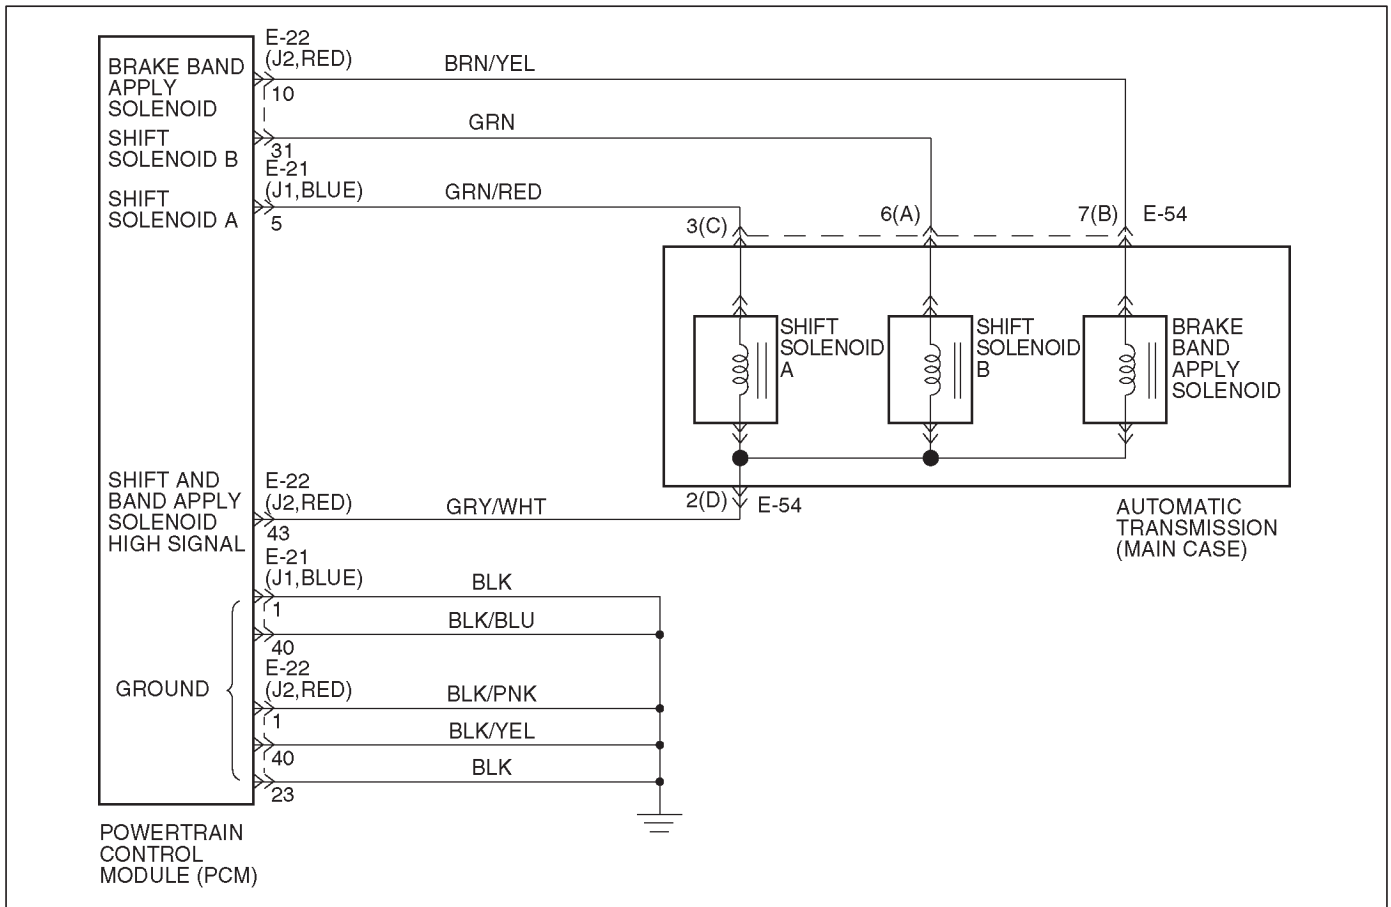 BRAKE BAND
APPLY
SOLENOID
E-22
(J2,RED)
10
BRN/YEL
SHIFT
SOLENOID B
31
GRN
E-21
(J1,BLUE)
SHIFT
SOLENOID A
5
GRN/RED
3(C)
6(A)
7(B)
E-54
SHIFT
SOLENOID
A
SHIFT
SOLENOID
B
BRAKE
BAND
APPLY
SOLENOID
SHIFT AND
BAND APPLY
SOLENOID
HIGH SIGNAL
E-22
(J2,RED)
43
GRY/WHT
2(D)
E-54
AUTOMATIC
TRANSMISSION
(MAIN CASE)
E-21
(J1,BLUE)
1
BLK
40
BLK/BLU
GROUND
E-22
(J2,RED)
1
BLK/PNK
40
BLK/YEL
23
BLK
POWERTRAIN
CONTROL
MODULE (PCM)